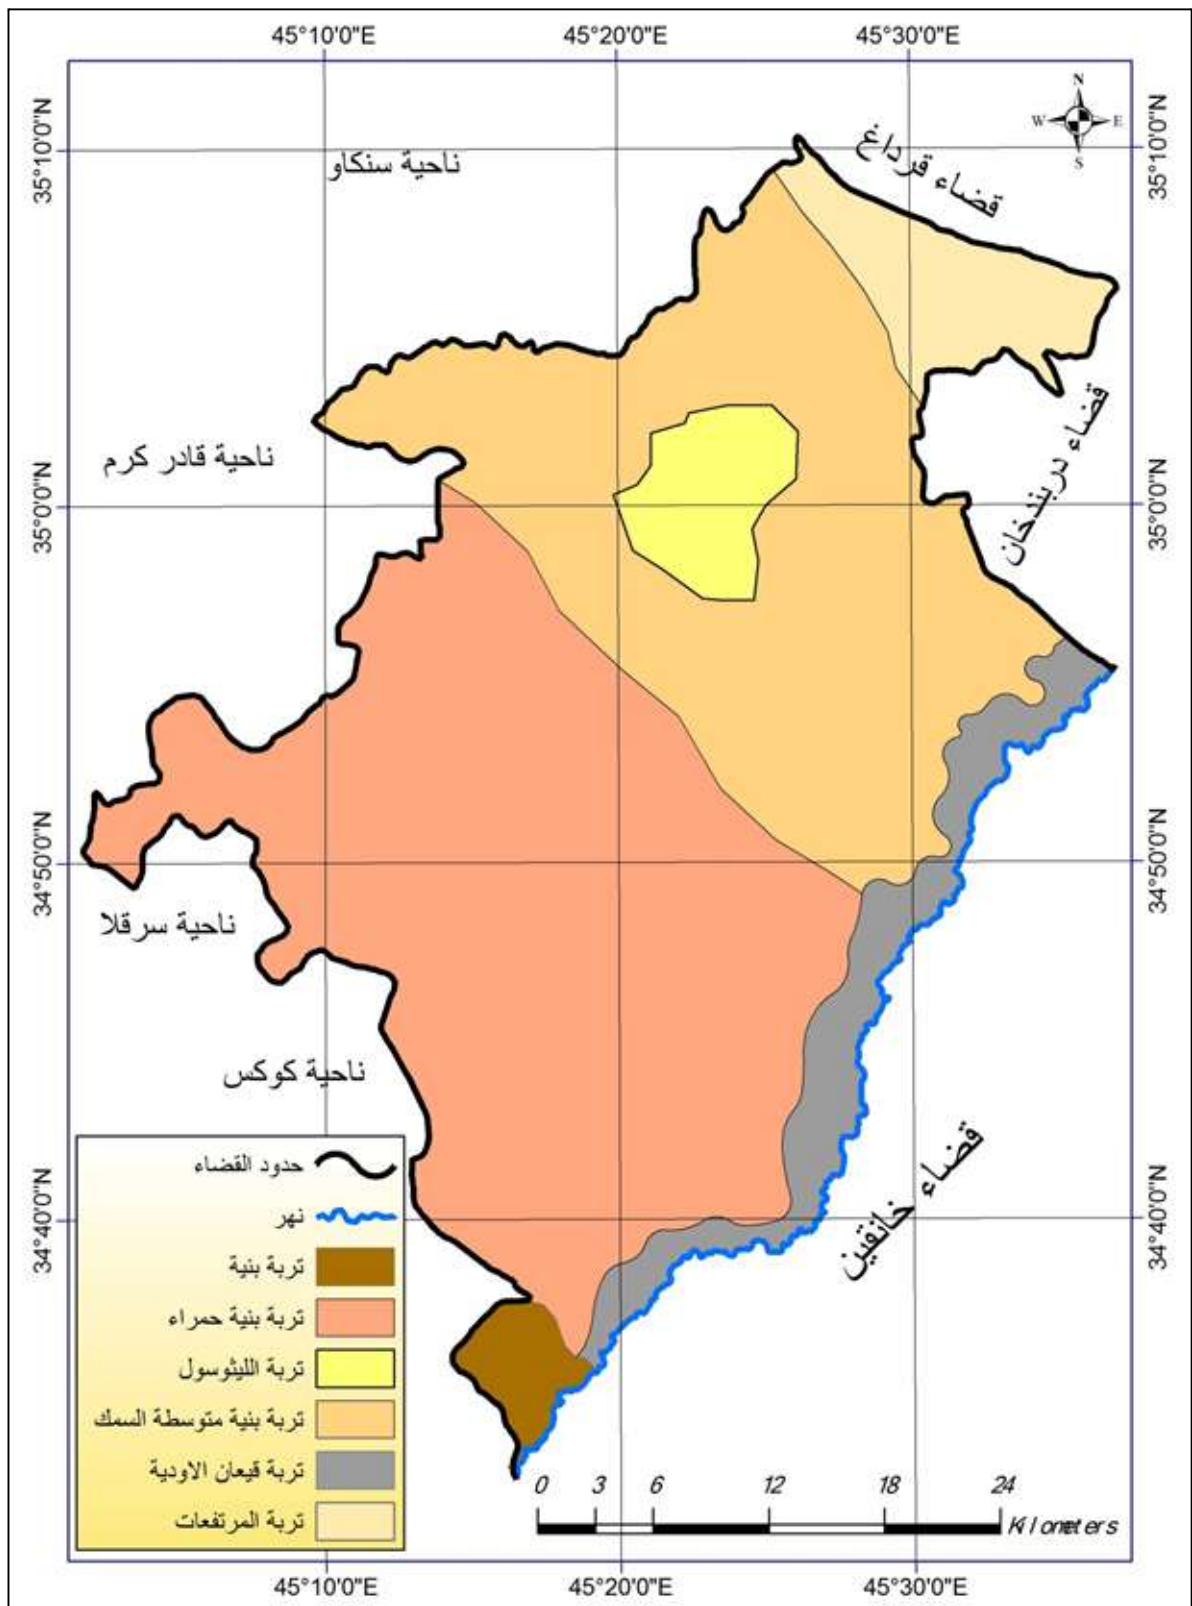 45°10'0"E 45°20'0"E 45°30'0"E
N
W E
S
35°10'0"N 35°10'0"N
قضاء قرداغ
ناحية سنكاو
قضاء دربندخان
ناحية قادر كرم
35°0'0"N 35°0'0"N
34°50'0"N 34°50'0"N
ناحية سرقلا
ناحية كوكس
قضاء خانقين
34°40'0"N 34°40'0"N
حدود القضاء
نهر
تربة بنية
تربة بنية حمراء
تربة الليثوسول
تربة بنية متوسطة السمك
تربة قيعان الاودية
تربة المرتفعات
0 3 6 12 18 24
Kilometers
45°10'0"E 45°20'0"E 45°30'0"E